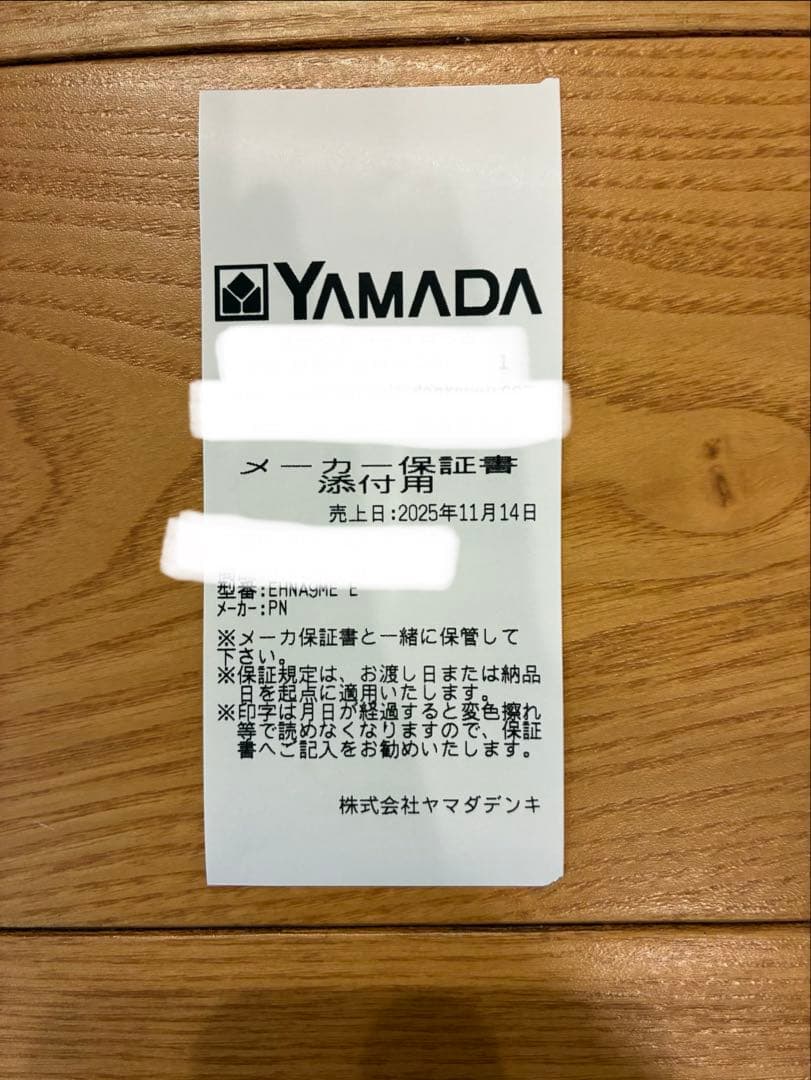 YAMADA
1
メーカー保証書
添付用
売上日:2025年11月14日
型番:EHNA9ME E
メーカー:PN
※メーカ保証書と一緒に保管して
下さい。
※保証規定は、お渡し日または納品
日を起点に適用いたします。
※印字は月日が経過すると変色擦れ
等で読めなくなりますので、保証
書へご記入をお勧めいたします。
株式会社ヤマダデンキ